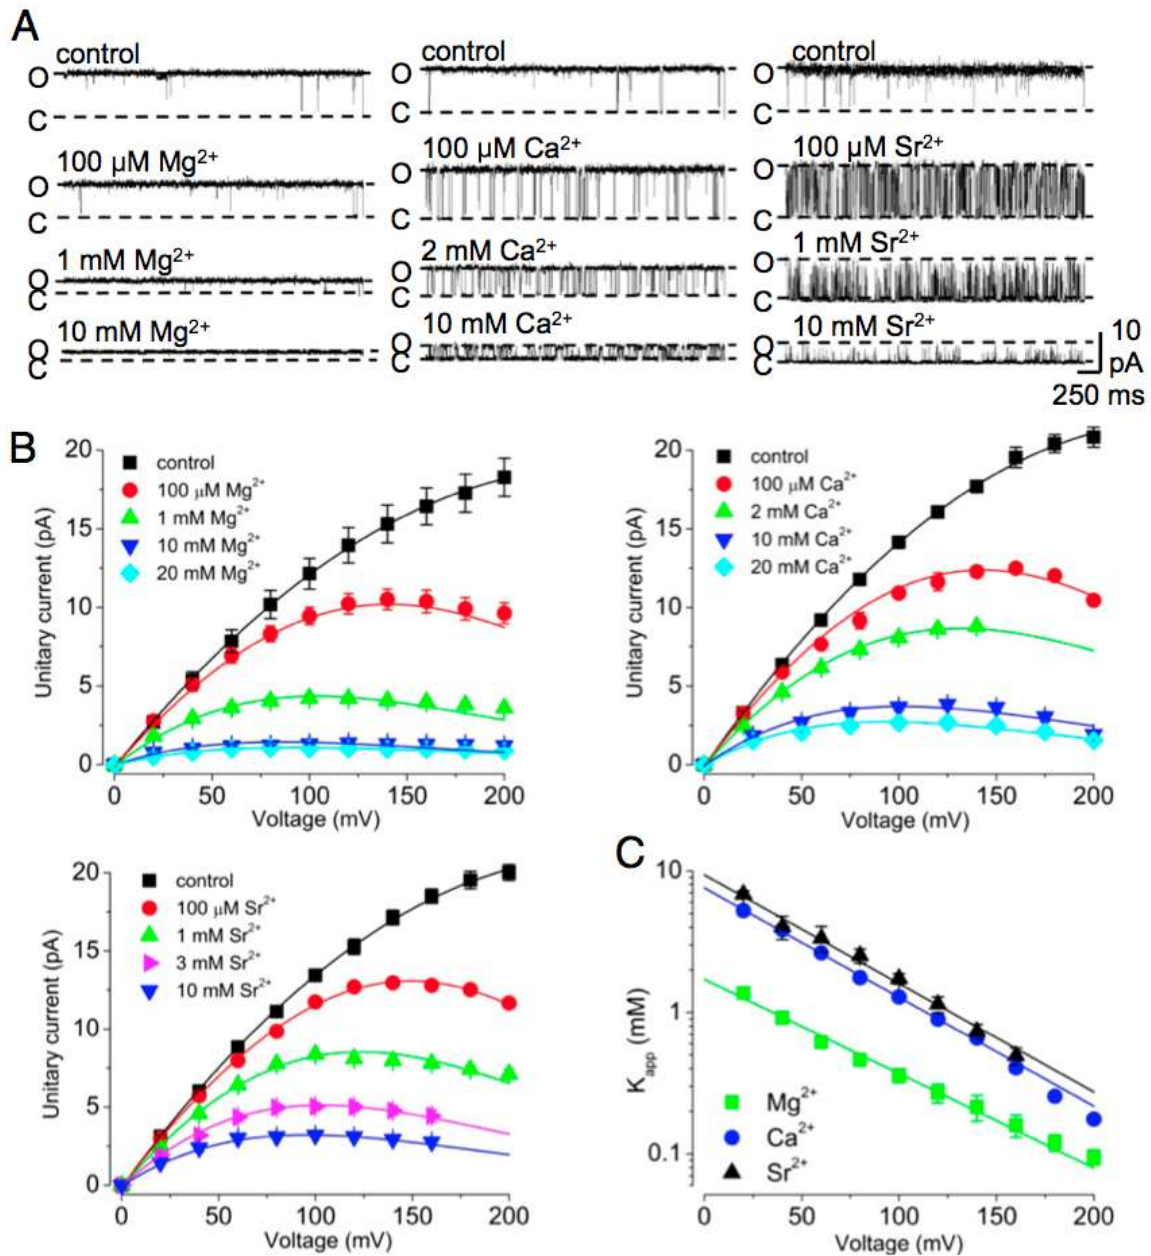 A
control
O
C
100 µM Mg²⁺
O
C
1 mM Mg²⁺
O
C
10 mM Mg²⁺
O
C
control
O
C
100 µM Ca²⁺
O
C
2 mM Ca²⁺
O
C
10 mM Ca²⁺
O
C
control
O
C
100 µM Sr²⁺
O
C
1 mM Sr²⁺
O
C
10 mM Sr²⁺
O
C
10
pA
250 ms
B
Unitary current (pA)
20
15
10
5
0
control
100 µM Mg²⁺
1 mM Mg²⁺
10 mM Mg²⁺
20 mM Mg²⁺
0 50 100 150 200
Voltage (mV)
Unitary current (pA)
20
15
10
5
0
control
100 µM Ca²⁺
2 mM Ca²⁺
10 mM Ca²⁺
20 mM Ca²⁺
0 50 100 150 200
Voltage (mV)
Unitary current (pA)
20
15
10
5
0
control
100 µM Sr²⁺
1 mM Sr²⁺
3 mM Sr²⁺
10 mM Sr²⁺
0 50 100 150 200
Voltage (mV)
C
K_app (mM)
10
1
0.1
Mg²⁺
Ca²⁺
Sr²⁺
0 50 100 150 200
Voltage (mV)